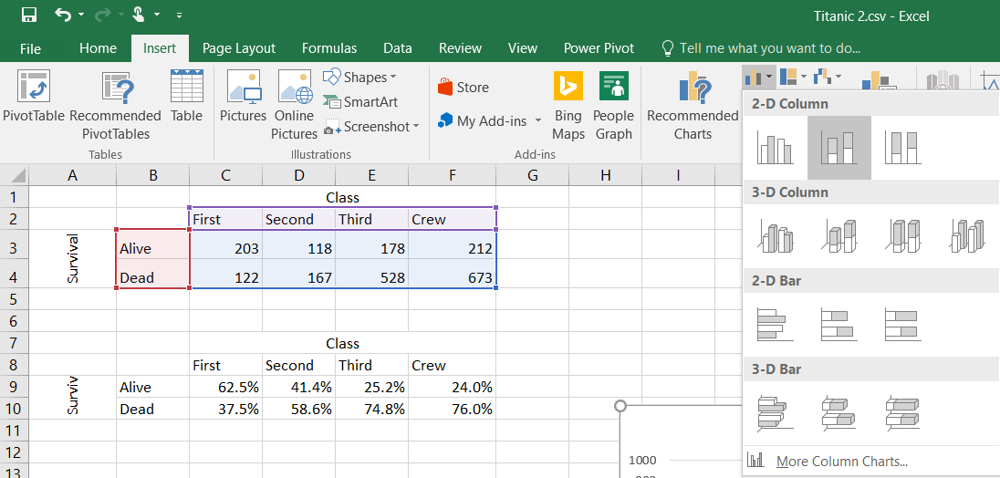 Titanic 2.csv - Excel
File Home Insert Page Layout Formulas Data Review View Power Pivot Tell me what you want to do...
PivotTable Recommended PivotTables Table
Tables
Pictures Online Pictures Shapes SmartArt Screenshot
Illustrations
Store
My Add-ins
Bing Maps People Graph
Add-ins
Recommended Charts
2-D Column
3-D Column
2-D Bar
3-D Bar
More Column Charts...
A B C D E F G H I
1 Class
2 First Second Third Crew
Survival
3 Alive 203 118 178 212
4 Dead 122 167 528 673
5
6
7 Class
8 First Second Third Crew
Surviv
9 Alive 62.5% 41.4% 25.2% 24.0%
10 Dead 37.5% 58.6% 74.8% 76.0%
11
12
13
1000